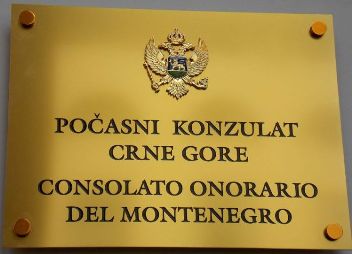 POČASNI KONZULAT
CRNE GORE
CONSOLATO ONORARIO
DEL MONTENEGRO